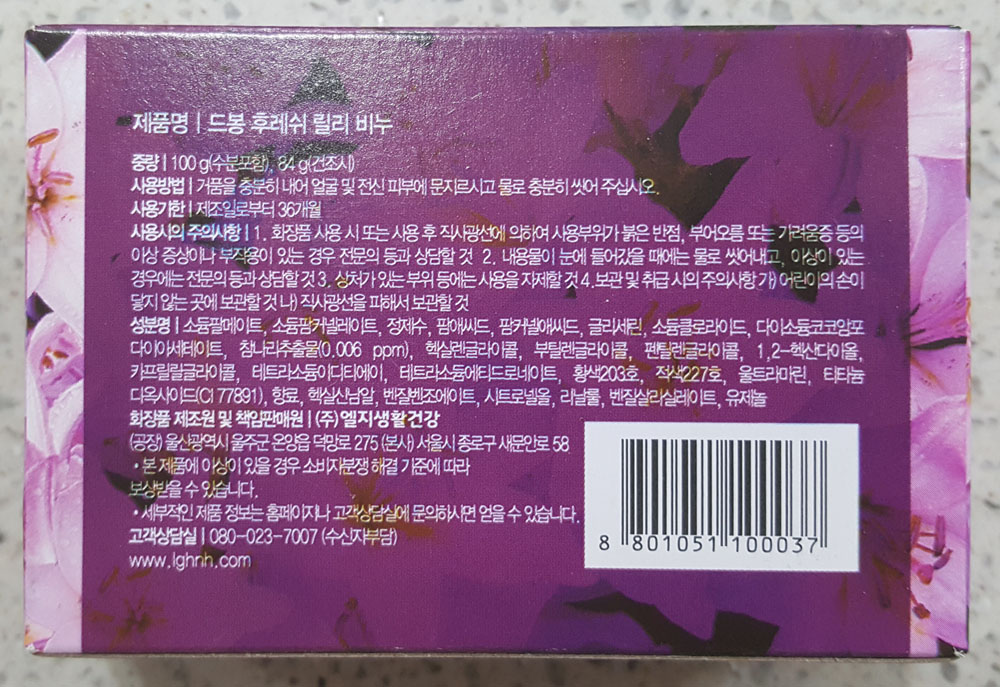 제품명 | 드봉 후레쉬 릴리 비누
중량 | 100 g(수분포함), 84 g(건조시)
사용방법 | 거품을 충분히 내어 얼굴 및 전신 피부에 문지르시고 물로 충분히 씻어 주십시오.
사용기한 | 제조일로부터 36개월
사용시의 주의사항 | 1. 화장품 사용 시 또는 사용 후 직사광선에 의하여 사용부위가 붉은 반점, 부어오름 또는 가려움증 등의
이상 증상이나 부작용이 있는 경우 전문의 등과 상담할 것 2. 내용물이 눈에 들어갔을 때에는 물로 씻어내고, 이상이 있는
경우에는 전문의 등과 상담할 것 3. 상처가 있는 부위 등에는 사용을 자제할 것 4. 보관 및 취급 시의 주의사항 가) 어린이의 손이
닿지 않는 곳에 보관할 것 나) 직사광선을 피해서 보관할 것
성분명 | 소듐팔메이트, 소듐팜커넬레이트, 정제수, 팜애씨드, 팜커넬애씨드, 글리세린, 소듐클로라이드, 다이소듐코코암포
다이아세테이트, 참나리추출물(0.006 ppm), 헥실렌글라이콜, 부틸렌글라이콜, 펜틸렌글라이콜, 1,2-헥산다이올,
카프릴릴글라이콜, 테트라소듐이디티에이, 테트라소듐에티드로네이트, 황색203호, 적색227호, 울트라마린, 티타늄
디옥사이드(CI 77891), 향료, 헥실신남알, 벤질벤조에이트, 시트로넬올, 리날룰, 벤질살리실레이트, 유제놀
화장품 제조원 및 책임판매원 | (주) 엘지생활건강
(공장) 울산광역시 울주군 온양읍 덕망로 275 (본사) 서울시 종로구 새문안로 58
• 본 제품에 이상이 있을 경우 소비자분쟁 해결 기준에 따라
보상받을 수 있습니다.
• 세부적인 제품 정보는 홈페이지나 고객상담실에 문의하시면 얻을 수 있습니다.
고객상담실 | 080-023-7007 (수신자부담)
www.lghnh.com
8 801051 100037